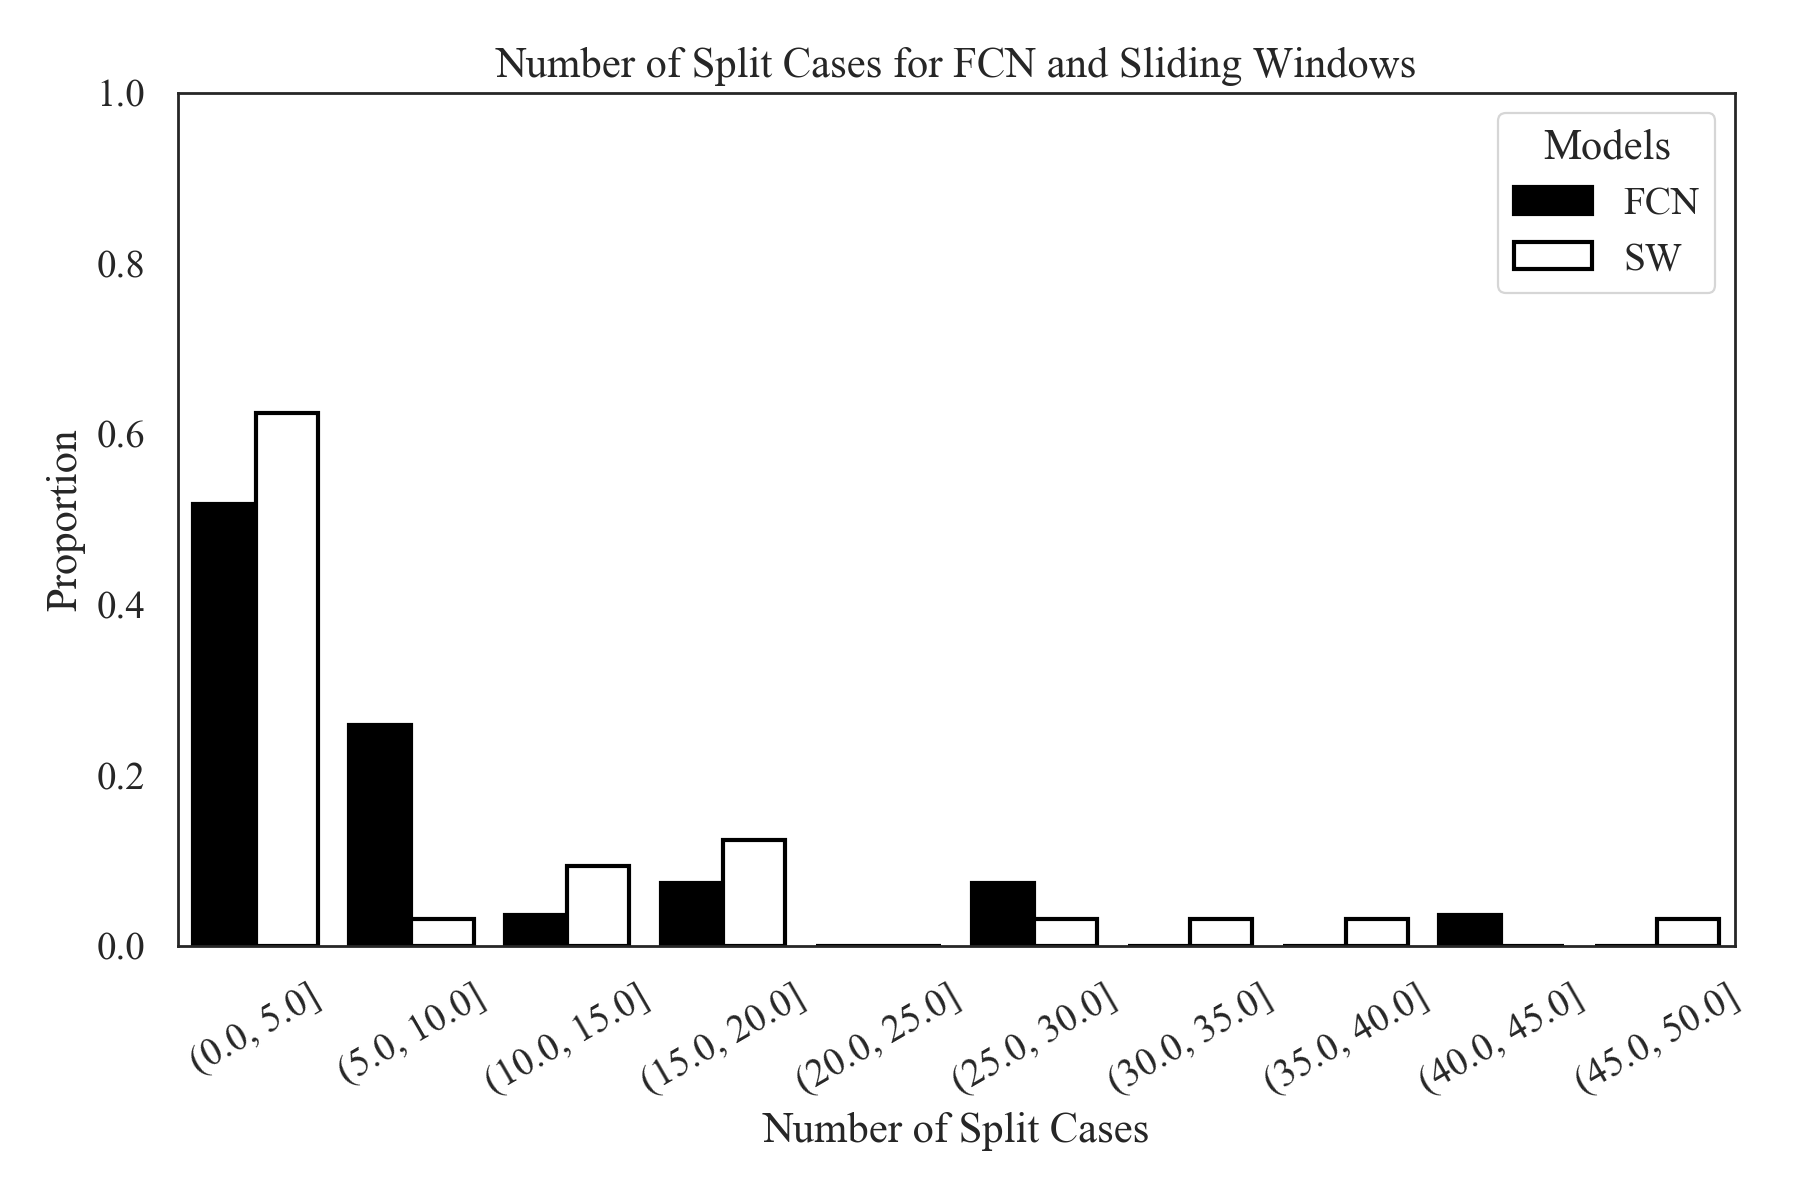 Number of Split Cases for FCN and Sliding Windows
1.0
0.8
0.6
0.4
0.2
0.0
Proportion
Models
FCN
SW
(0.0, 5.0]
(5.0, 10.0]
(10.0, 15.0]
(15.0, 20.0]
(20.0, 25.0]
(25.0, 30.0]
(30.0, 35.0]
(35.0, 40.0]
(40.0, 45.0]
(45.0, 50.0]
Number of Split Cases